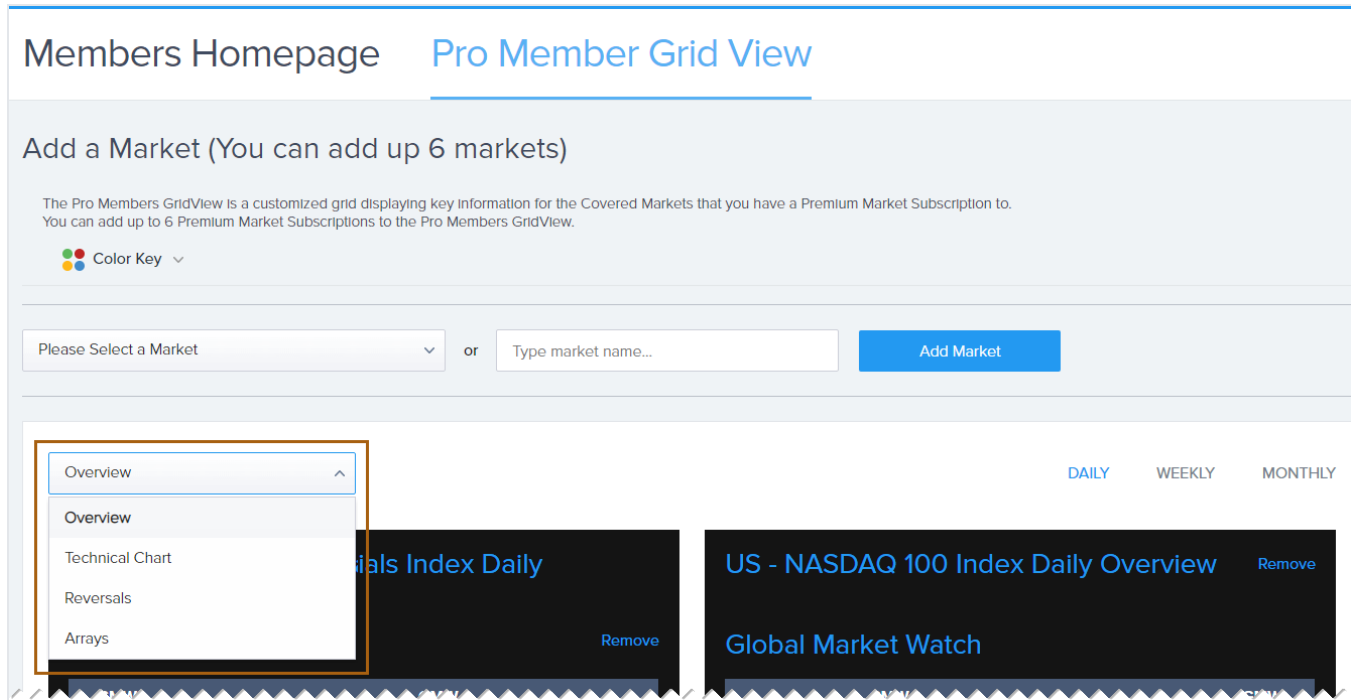 Members Homepage Pro Member Grid View
Add a Market (You can add up 6 markets)
The Pro Members GridView is a customized grid displaying key information for the Covered Markets that you have a Premium Market Subscription to.
You can add up to 6 Premium Market Subscriptions to the Pro Members GridView.
Color Key
Please Select a Market or Type market name... Add Market
Overview DAILY WEEKLY MONTHLY
Overview
Technical Chart
Reversals
Arrays
Index Daily
Remove
US - NASDAQ 100 Index Daily Overview Remove
Global Market Watch